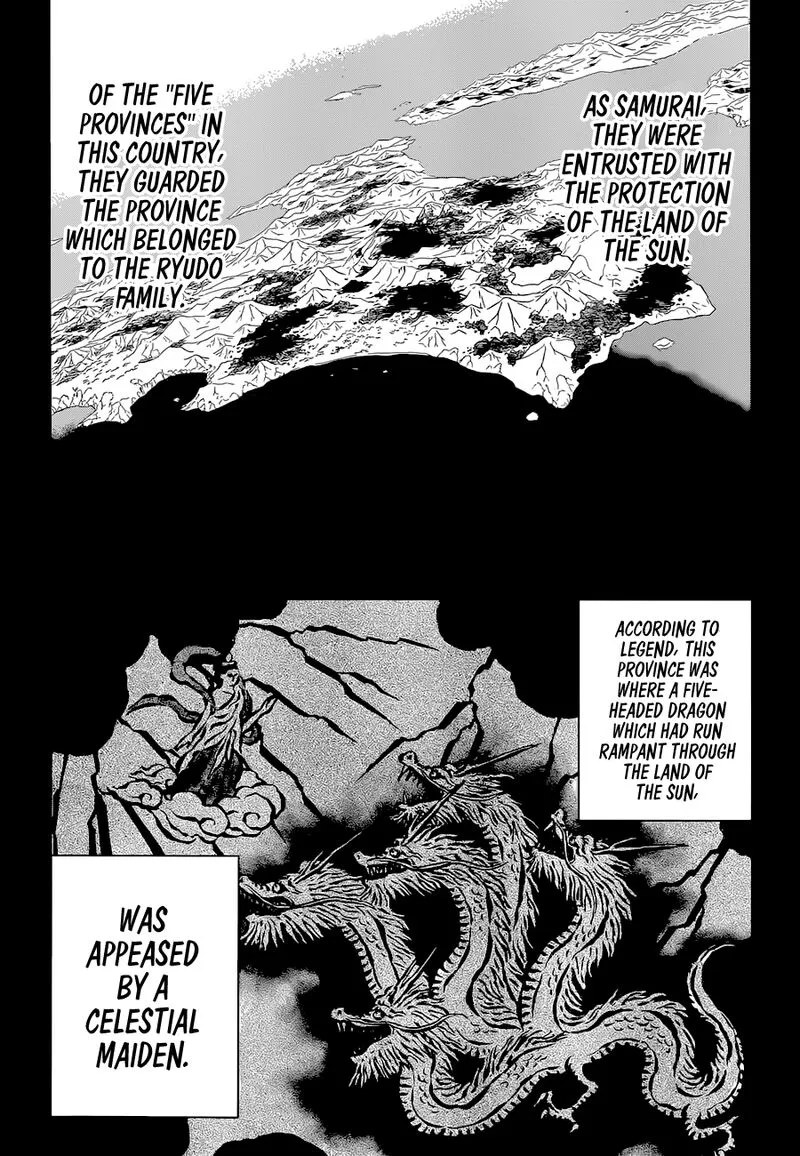 AS SAMURAI,
THEY WERE
ENTRUSTED WITH
THE PROTECTION
OF THE LAND OF
THE SUN.
OF THE "FIVE
PROVINCES" IN
THIS COUNTRY,
THEY GUARDED
THE PROVINCE
WHICH BELONGED
TO THE RYUDO
FAMILY.
ACCORDING TO
LEGEND, THIS
PROVINCE WAS
WHERE A FIVE-
HEADED DRAGON
WHICH HAD RUN
RAMPANT THROUGH
THE LAND OF
THE SUN,
WAS
APPEASED
BY A
CELESTIAL
MAIDEN.